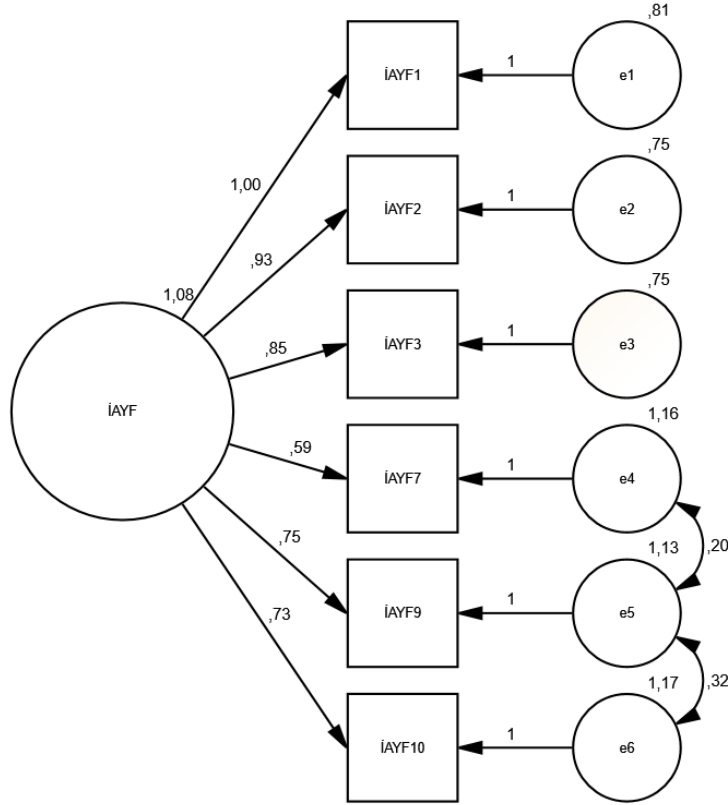 ,81
İAYF1
1
e1
1,00
,75
İAYF2
1
e2
,93
,75
1,08
İAYF3
1
e3
,85
İAYF
1,16
İAYF7
1
e4
,59
,20
1,13
İAYF9
1
e5
,75
,32
1,17
İAYF10
1
e6
,73